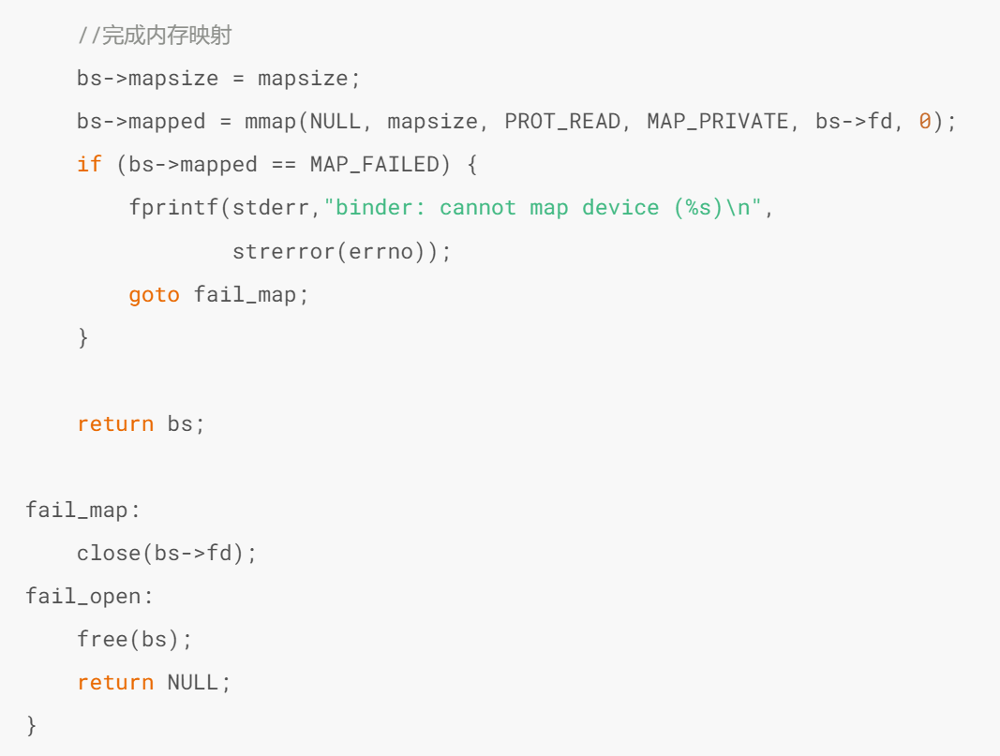 //完成内存映射
    bs->mapsize = mapsize;
    bs->mapped = mmap(NULL, mapsize, PROT_READ, MAP_PRIVATE, bs->fd, 0);
    if (bs->mapped == MAP_FAILED) {
        fprintf(stderr,"binder: cannot map device (%s)\n",
                strerror(errno));
        goto fail_map;
    }

    return bs;

fail_map:
    close(bs->fd);
fail_open:
    free(bs);
    return NULL;
}